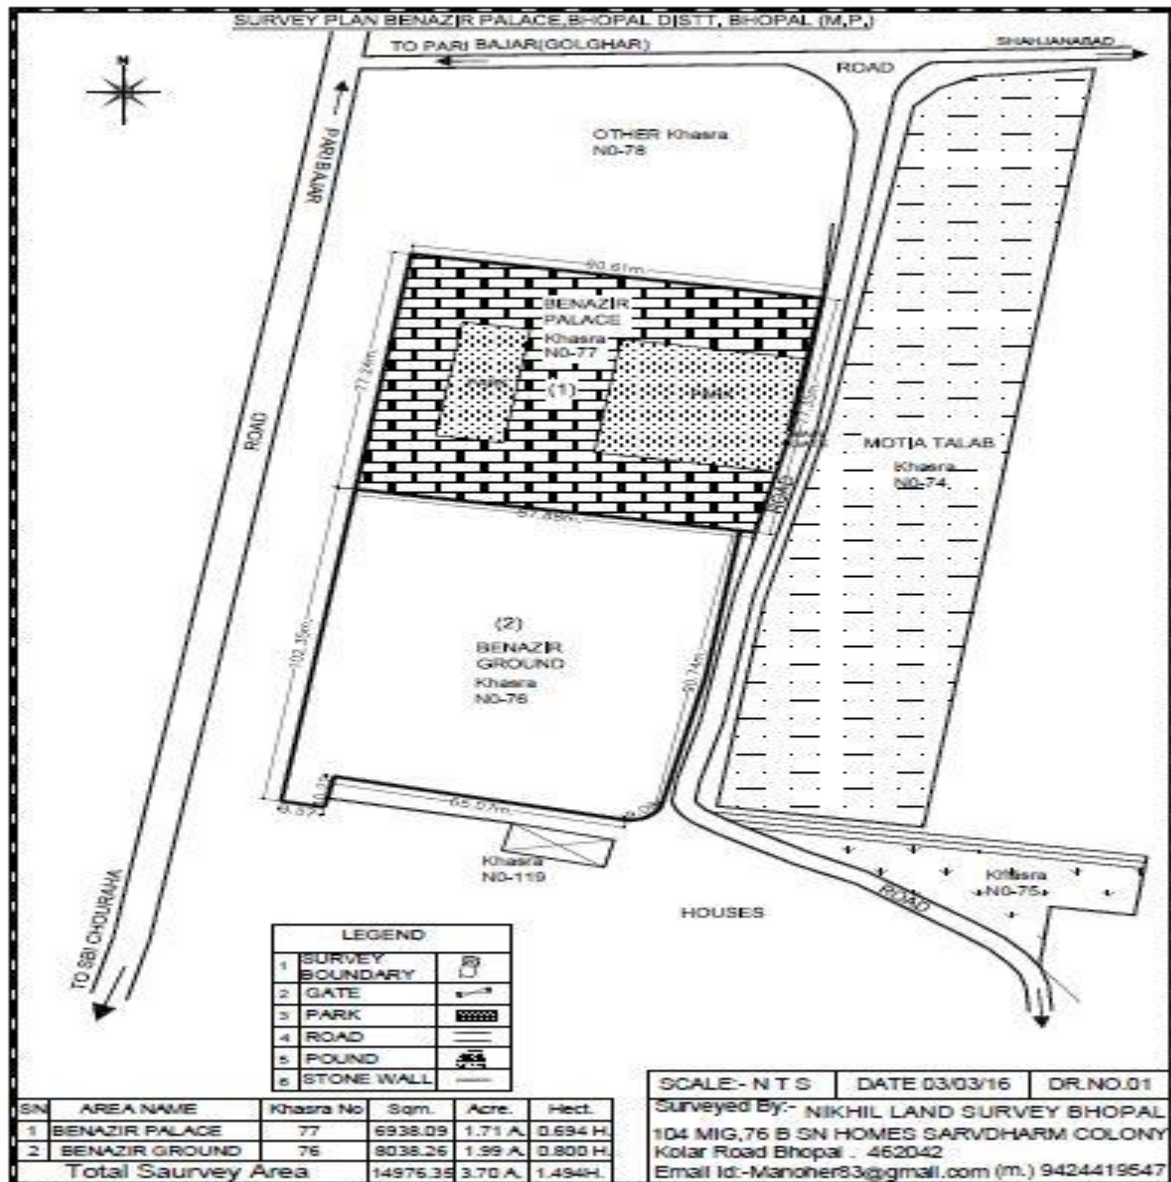 SURVEY PLAN BENAZIR PALACE,BHOPAL DISTT, BHOPAL (M,P,)
TO PARI BAJAR(GOLGHAR)
SHAHJANABAD
ROAD
N
PARI BAJAR
OTHER Khasra
N0-78
90.61m.
BENAZIR
PALACE
Khasra
N0-77
(1)
PARK
PARK
77.24m.
ROAD
MOTIA TALAB
Khasra
N0-74
ROAD
(2)
BENAZIR
GROUND
Khasra
N0-76
102.35m.
90.74m.
65.07m.
Khasra
N0-119
Khasra
N0-75
ROAD
HOUSES
TO SBI CHOURAHA
LEGEND
1 SURVEY BOUNDARY
2 GATE
3 PARK
4 ROAD
5 POUND
6 STONE WALL
SCALE:- N T S DATE 03/03/16 DR.NO.01
Surveyed By:- NIKHIL LAND SURVEY BHOPAL
104 MIG,76 B SN HOMES SARVDHARM COLONY
Kolar Road Bhopal . 462042
Email Id:-Manoher83@gmail.com (m.) 9424419547
SN AREA NAME Khasra No Sqm. Acre. Hect.
1 BENAZIR PALACE 77 6938.09 1.71 A. 0.694 H.
2 BENAZIR GROUND 76 8038.26 1.99 A. 0.800 H.
Total Saurvey Area 14976.35 3.70 A. 1.494H.